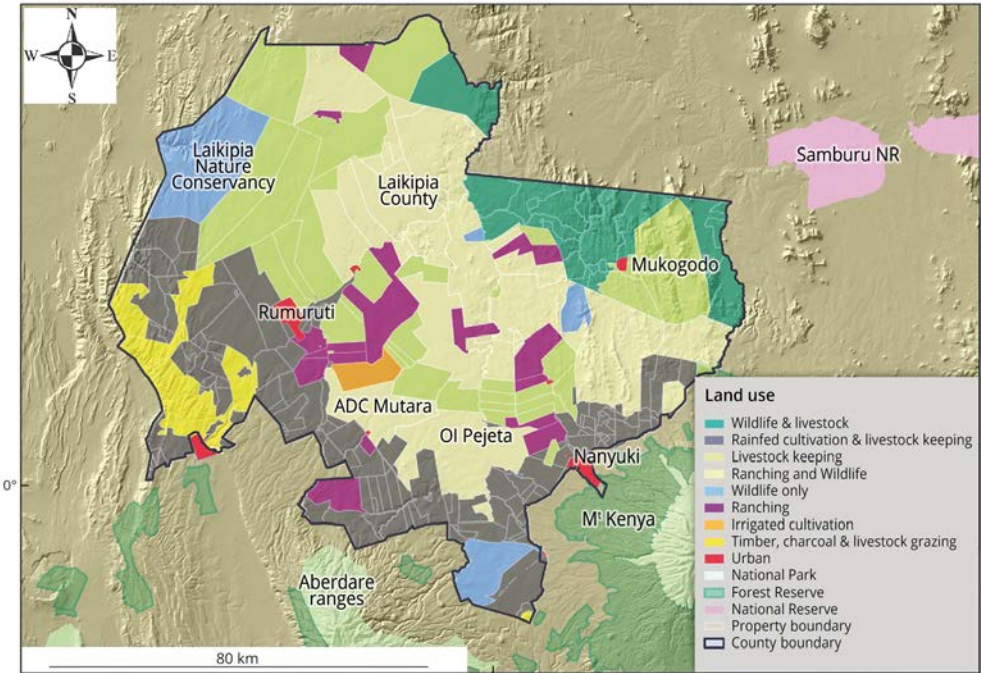 N
W E
S
Laikipia
Nature
Conservancy
Laikipia
County
Samburu NR
Mukogodo
Rumuruti
ADC Mutara
Ol Pejeta
Nanyuki
0°
Mt Kenya
Aberdare
ranges
80 km
Land use
Wildlife & livestock
Rainfed cultivation & livestock keeping
Livestock keeping
Ranching and Wildlife
Wildlife only
Ranching
Irrigated cultivation
Timber, charcoal & livestock grazing
Urban
National Park
Forest Reserve
National Reserve
Property boundary
County boundary